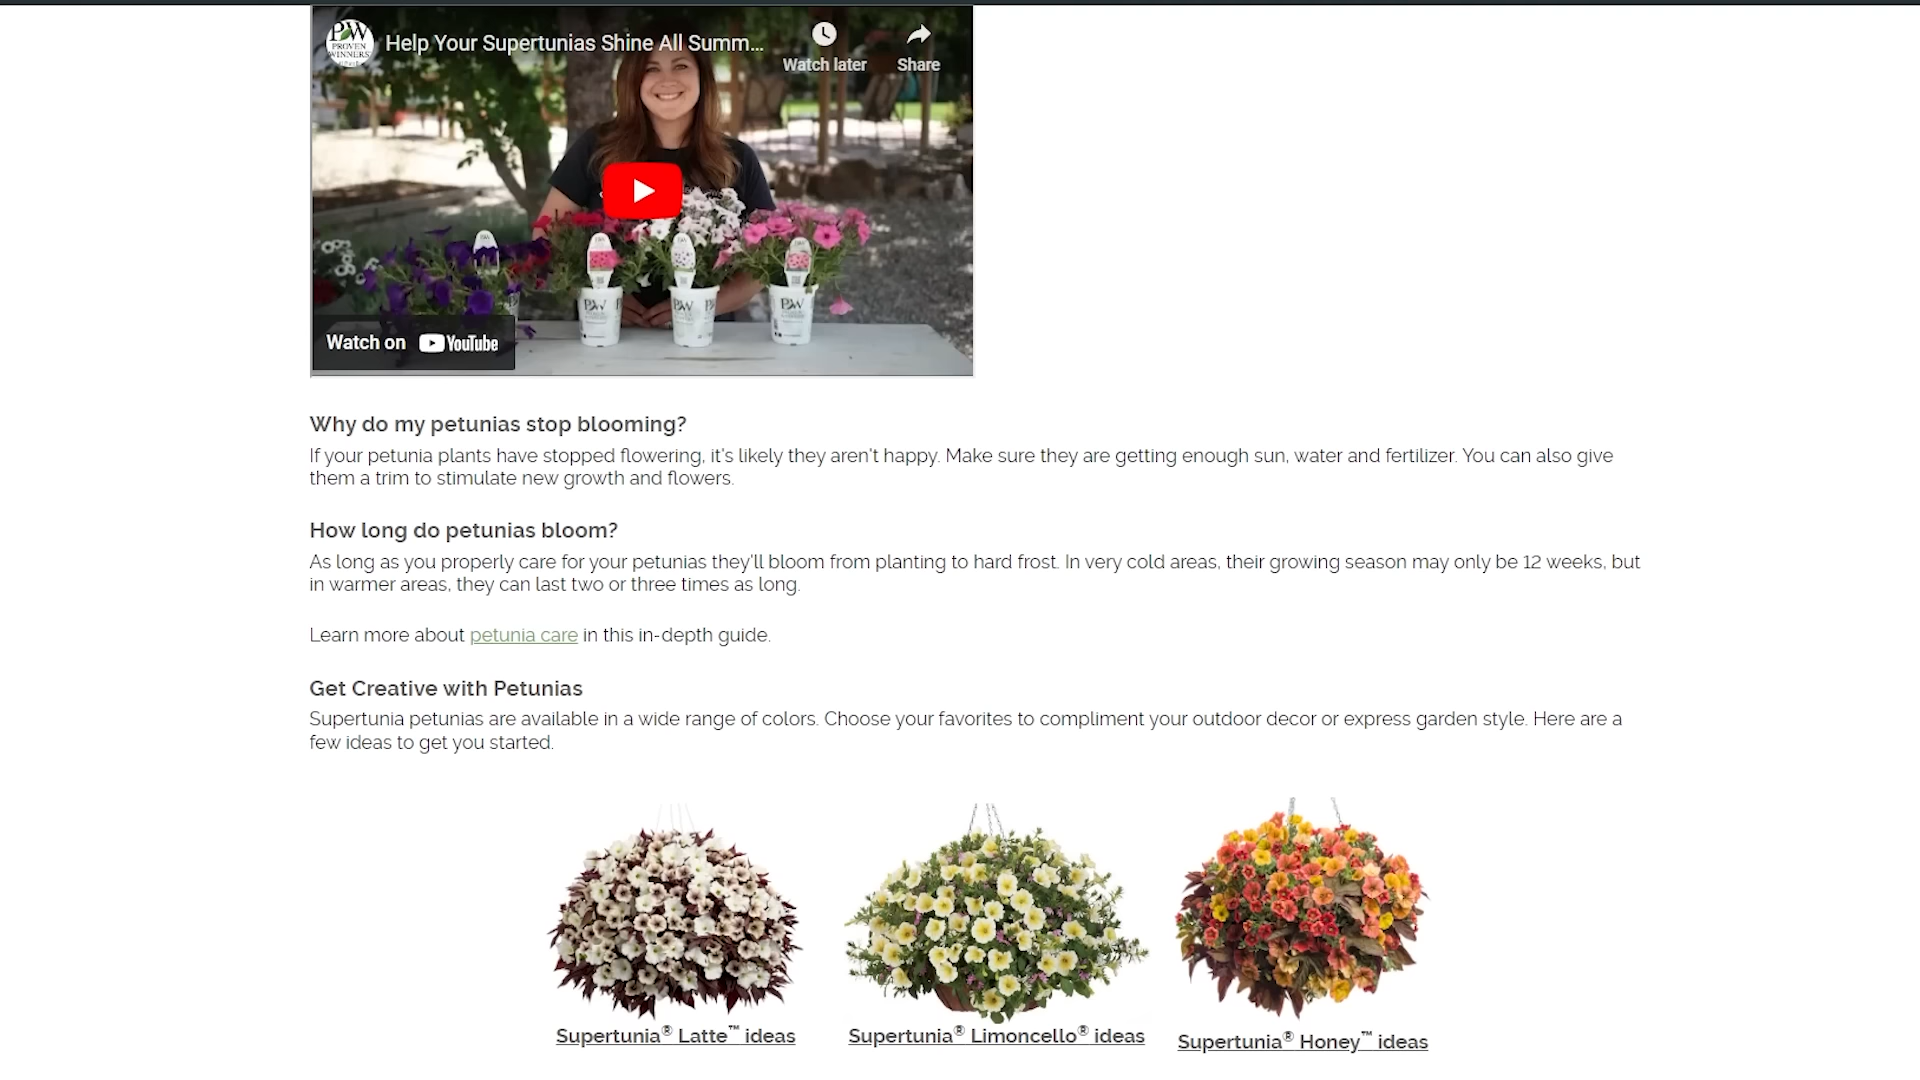 PW
PROVEN
WINNERS
Help Your Supertunias Shine All Summ...
Watch later
Share
PW
PW
PW
Watch on YouTube
Why do my petunias stop blooming?
If your petunia plants have stopped flowering, it's likely they aren't happy. Make sure they are getting enough sun, water and fertilizer. You can also give
them a trim to stimulate new growth and flowers.
How long do petunias bloom?
As long as you properly care for your petunias they'll bloom from planting to hard frost. In very cold areas, their growing season may only be 12 weeks, but
in warmer areas, they can last two or three times as long.
Learn more about petunia care in this in-depth guide.
Get Creative with Petunias
Supertunia petunias are available in a wide range of colors. Choose your favorites to compliment your outdoor decor or express garden style. Here are a
few ideas to get you started.
Supertunia® Latte™ ideas
Supertunia® Limoncello® ideas
Supertunia® Honey™ ideas